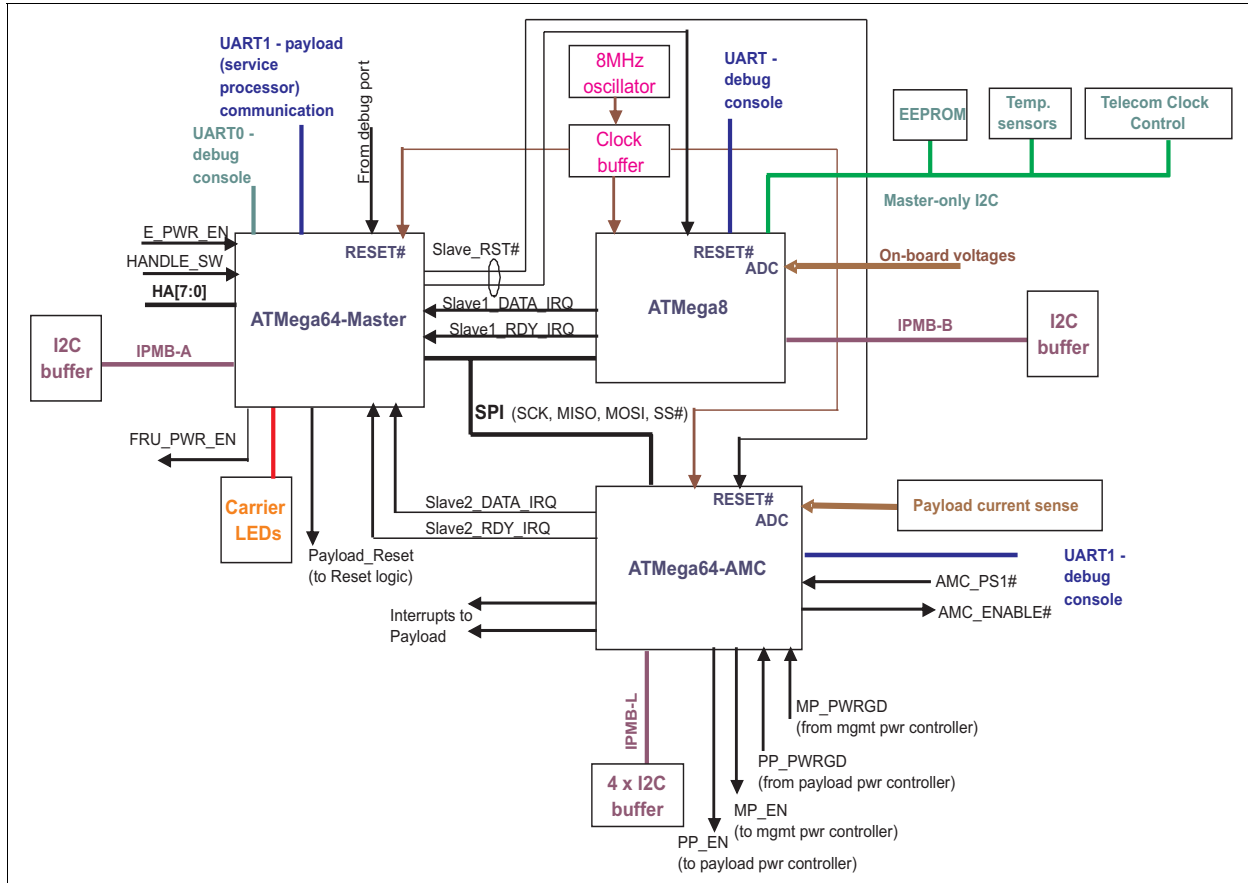 UART1 - payload
(service
processor)
communication
UART0 -
debug
console
From debug port
8MHz
oscillator
Clock
buffer
UART -
debug
console
EEPROM
Temp.
sensors
Telecom Clock
Control
Master-only I2C
E_PWR_EN
HANDLE_SW
HA[7:0]
RESET#
ATMega64-Master
Slave_RST#
Slave1_DATA_IRQ
Slave1_RDY_IRQ
RESET#
ADC
ATMega8
On-board voltages
I2C
buffer
IPMB-A
IPMB-B
I2C
buffer
SPI (SCK, MISO, MOSI, SS#)
FRU_PWR_EN
Carrier
LEDs
Payload_Reset
(to Reset logic)
Slave2_DATA_IRQ
Slave2_RDY_IRQ
RESET#
ADC
ATMega64-AMC
Payload current sense
UART1 -
debug
console
AMC_PS1#
AMC_ENABLE#
Interrupts to
Payload
IPMB-L
4 x I2C
buffer
MP_PWRGD
(from mgmt pwr controller)
PP_PWRGD
(from payload pwr controller)
MP_EN
(to mgmt pwr controller)
PP_EN
(to payload pwr controller)